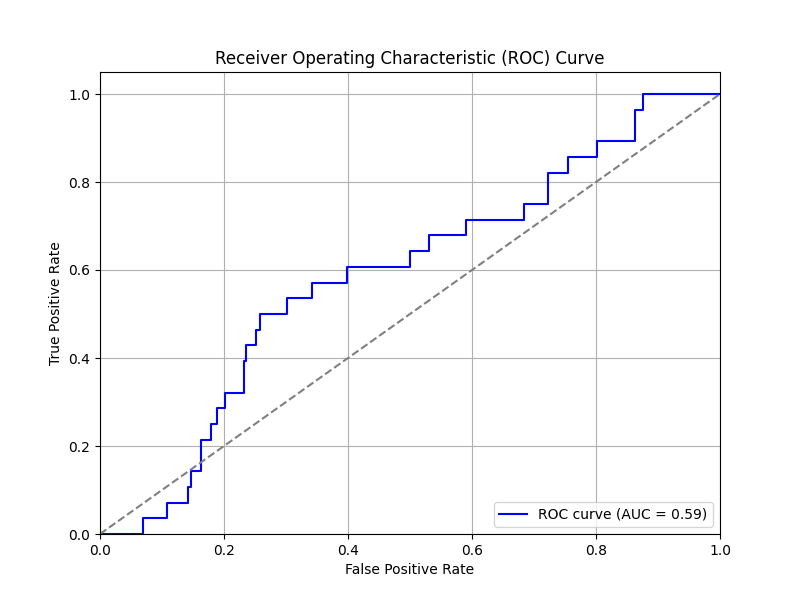 Receiver Operating Characteristic (ROC) Curve
1.0
0.8
0.6
0.4
0.2
0.0
True Positive Rate
ROC curve (AUC = 0.59)
0.0 0.2 0.4 0.6 0.8 1.0
False Positive Rate